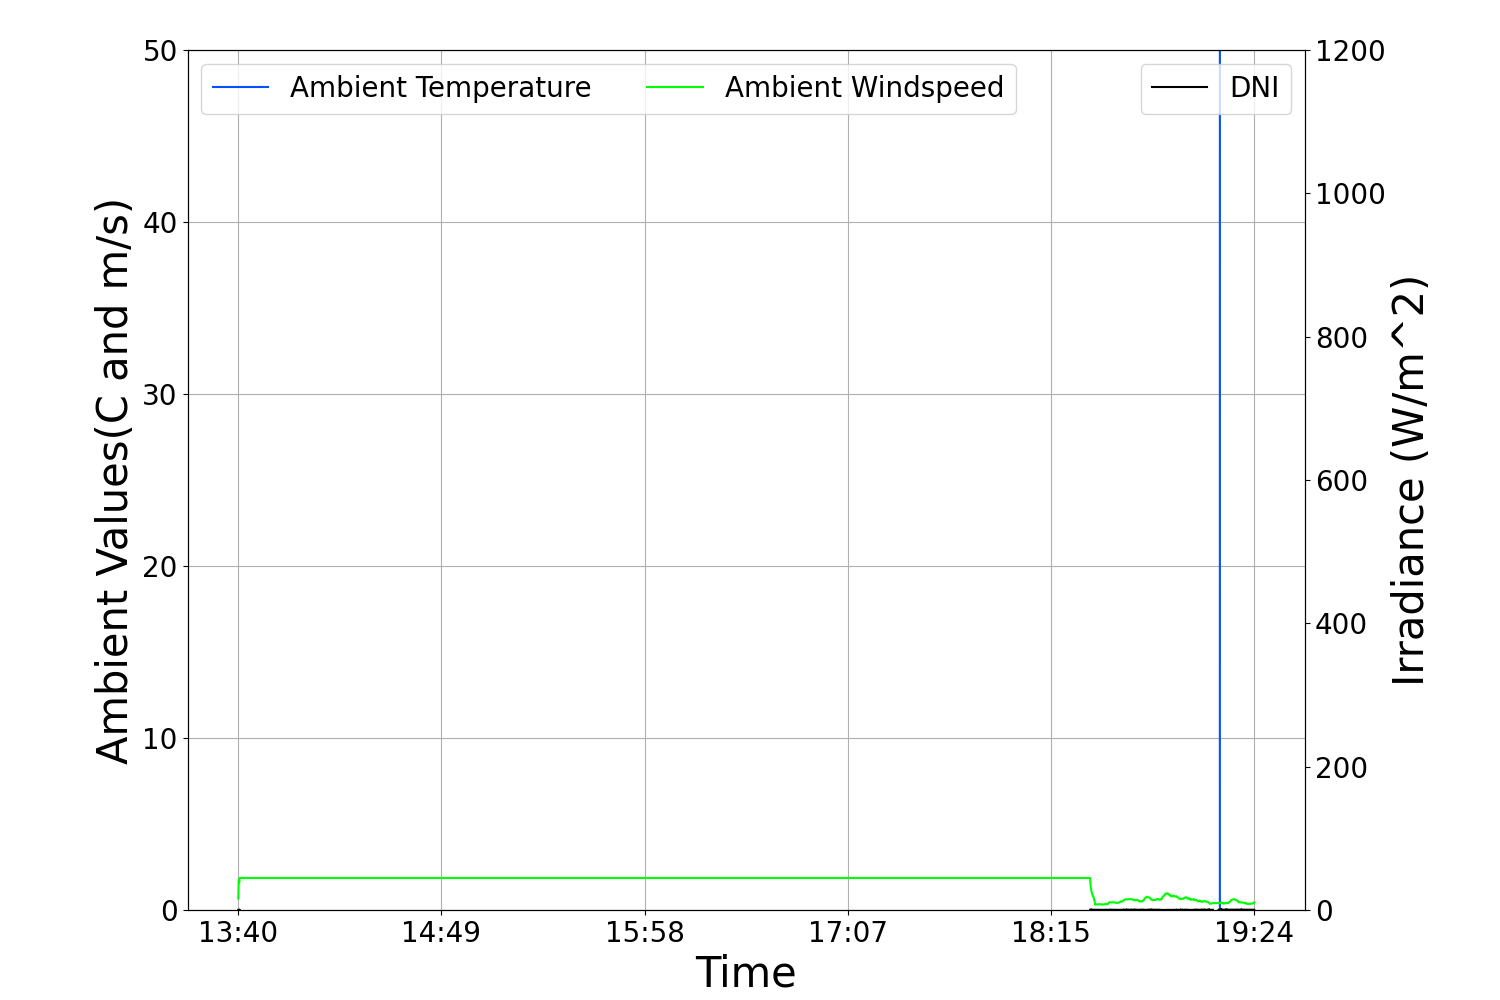 50
40
30
20
10
0
1200
1000
800
600
400
200
0
Ambient Temperature
Ambient Windspeed
DNI
Ambient Values(C and m/s)
Irradiance (W/m^2)
13:40 14:49 15:58 17:07 18:15 19:24
Time